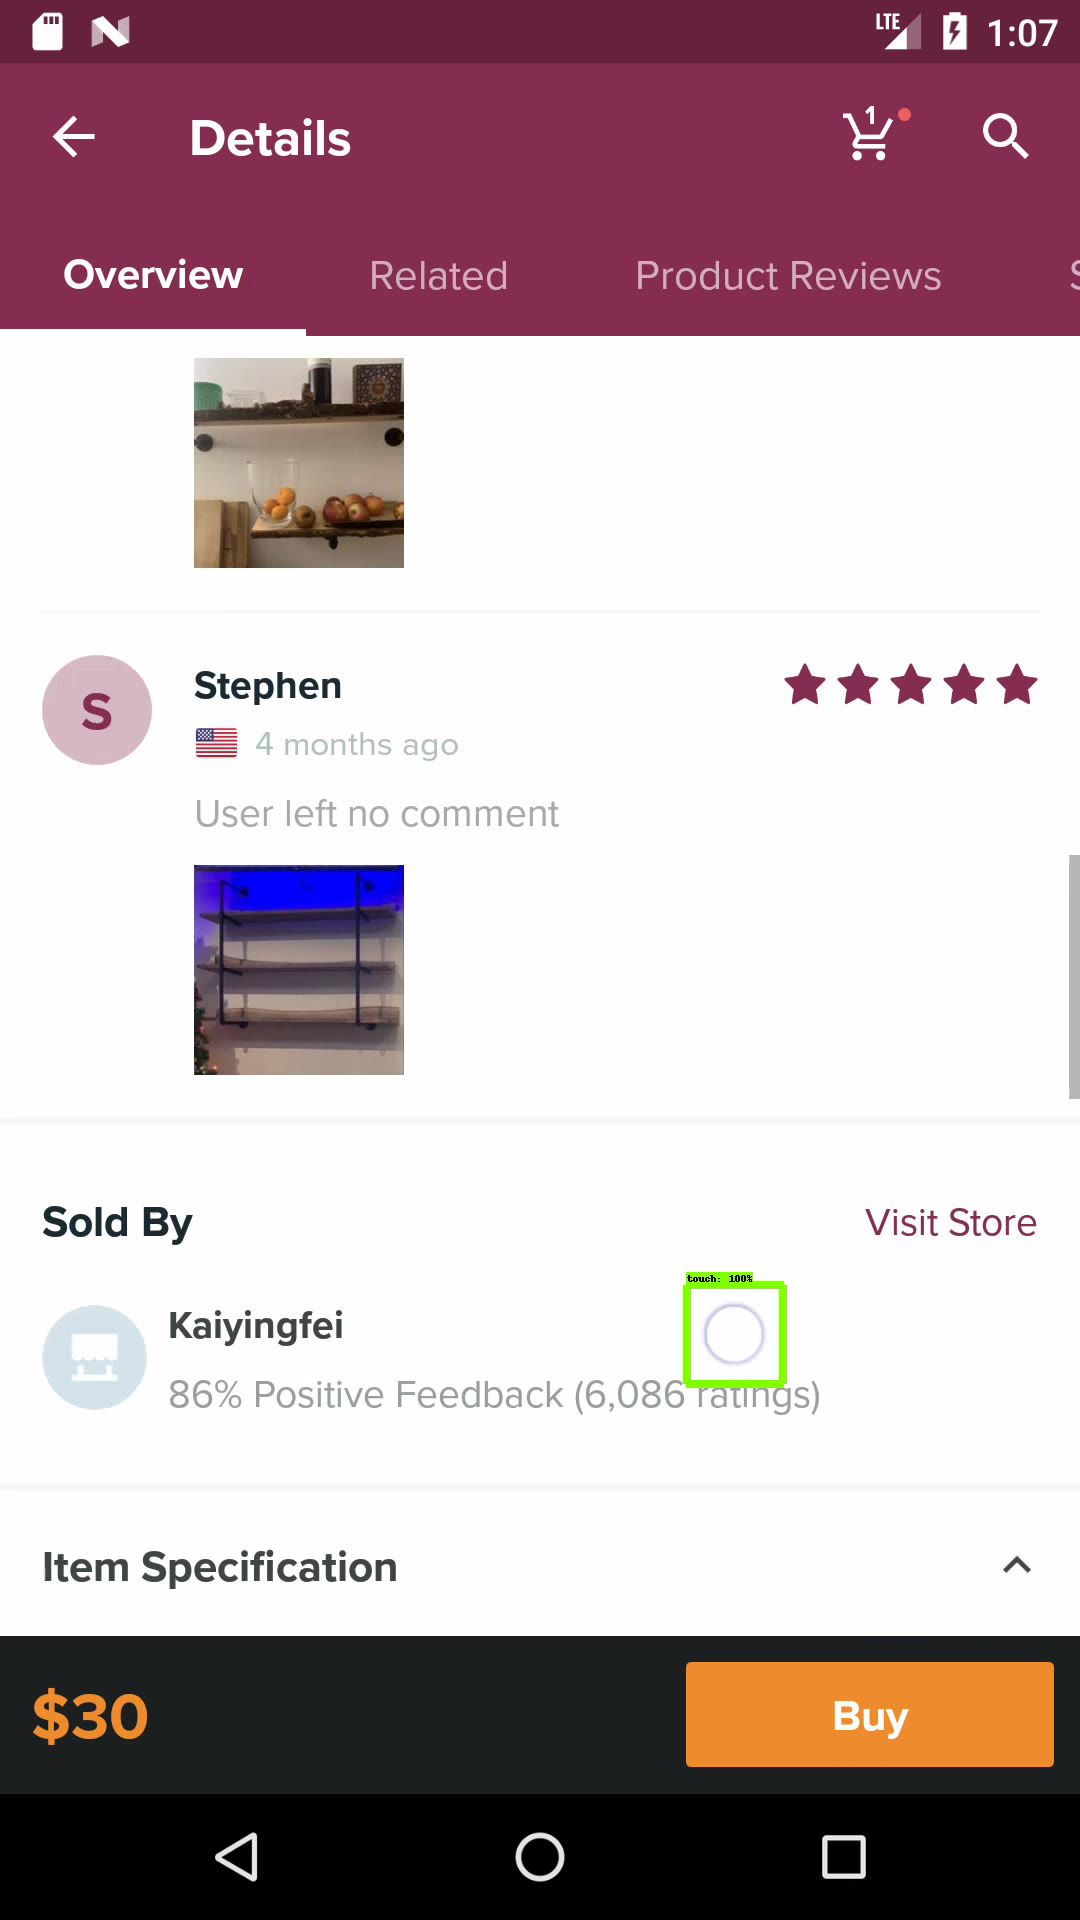 LTE 1:07
Details 1
Overview Related Product Reviews
S Stephen
4 months ago
User left no comment
Sold By Visit Store
touch: 100%
Kaiyingfei
86% Positive Feedback (6,086 ratings)
Item Specification
$30 Buy